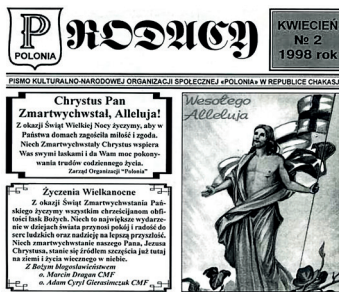 P
POLONIA
RODACY
KWIECIEŃ
№ 2
1998 rok
PISMO KULTURALNO-NARODOWEJ ORGANIZACJI SPOŁECZNEJ «POLONIA» W REPUBLICE CHAKASJ
Chrystus Pan
Zmartwychwstał, Alleluja!
Z okazji Świąt Wielkiej Nocy życzymy, aby w
Państwa domach zagościła miłość i zgoda.
Niech Zmartwychstały Chrystus wspiera
Was swymi łaskami i da Wam moc pokony-
wania trudów codziennego życia.
Zarząd Organizacji "Polonia"
Życzenia Wielkanocne
Z okazji Świąt Zmartwychwstania Pań-
skiego życzymy wszystkim chrześcijanom obfi-
tości łask Bożych. Niech to największe wydarze-
nie w dziejach świata przynosi pokój i radość do
serc ludzkich oraz nadzieję na lepszą przyszłość.
Niech zmartwychwstanie naszego Pana, Jezusa
Chrystusa, stanie się źródłem szczęścia już tutaj
na ziemi i życia wiecznego w niebie.
Z Bożym błogosławieństwem
o. Marcin Dragan CMF
o. Adam Cyryl Gierasimczuk CMF
Wesołego
Alleluja